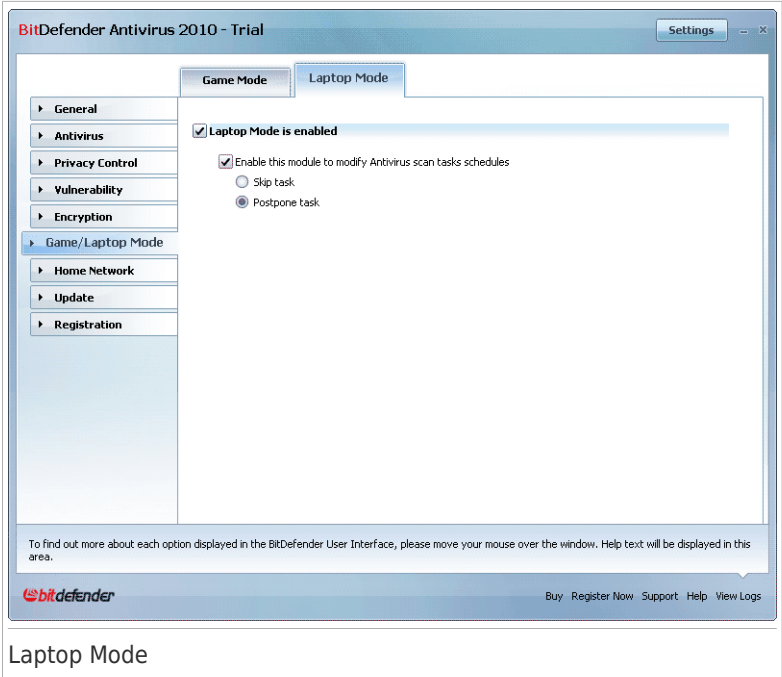 BitDefender Antivirus 2010 - Trial
Settings
Game Mode
Laptop Mode
General
Antivirus
Privacy Control
Vulnerability
Encryption
Game/Laptop Mode
Home Network
Update
Registration
Laptop Mode is enabled
Enable this module to modify Antivirus scan tasks schedules
Skip task
Postpone task
To find out more about each option displayed in the BitDefender User Interface, please move your mouse over the window. Help text will be displayed in this
area.
bitdefender
Buy Register Now Support Help View Logs
Laptop Mode